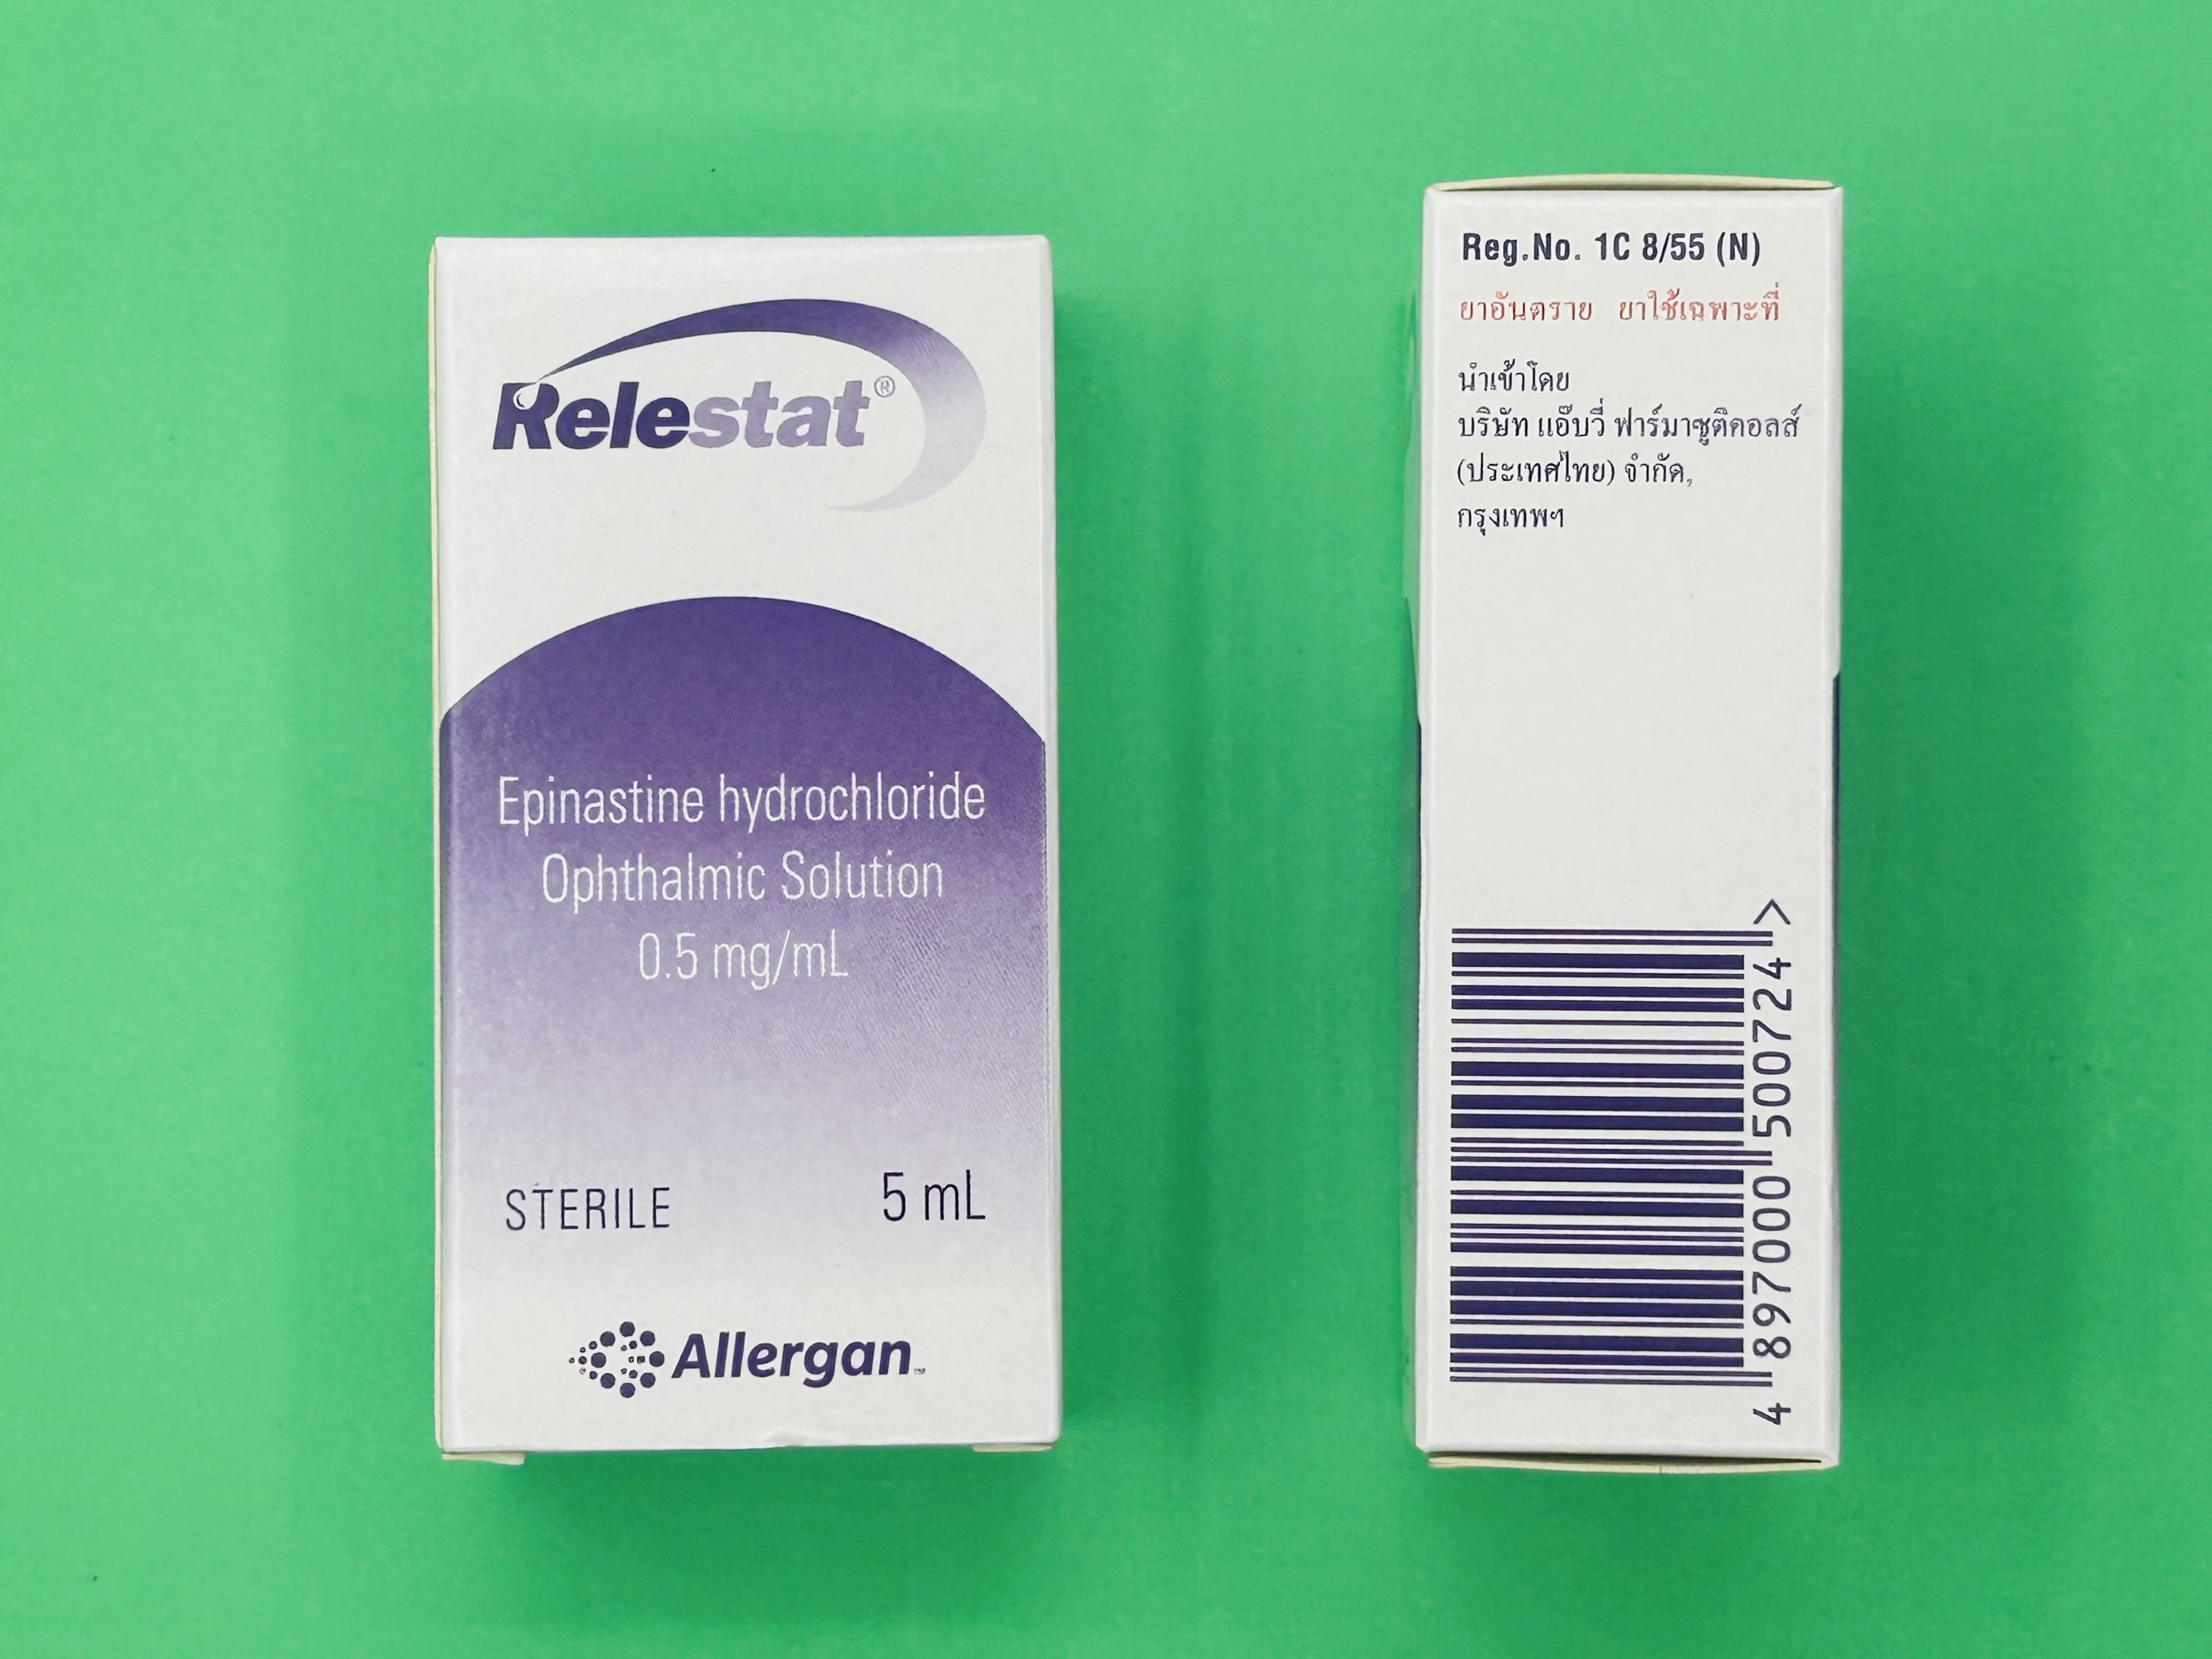 Relestat®
Epinastine hydrochloride
Ophthalmic Solution
0.5 mg/mL
STERILE 5 mL
Allergan™
Reg.No. 1C 8/55 (N)
ยาอันตราย ยาใช้เฉพาะที่
นำเข้าโดย
บริษัท แอ๊บวี่ ฟาร์มาซูติคอลส์
(ประเทศไทย) จำกัด,
กรุงเทพฯ
4 897000 500724 >